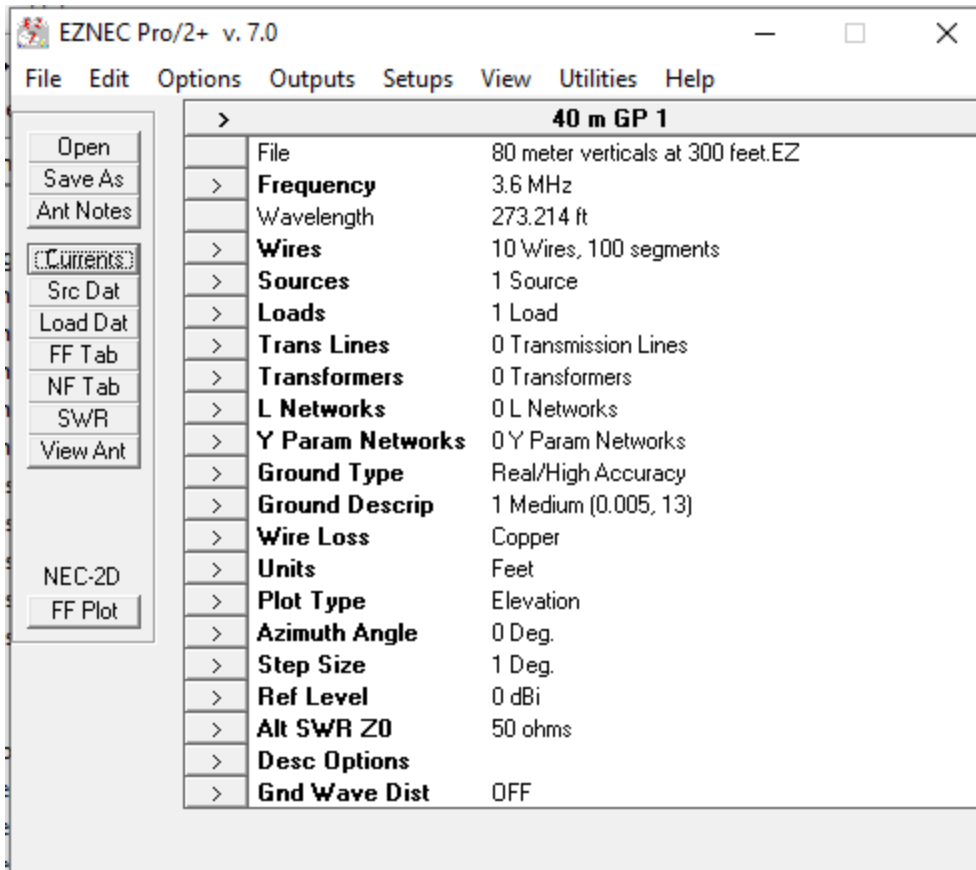 EZNEC Pro/2+ v. 7.0
File Edit Options Outputs Setups View Utilities Help
> 40 m GP 1
Open
Save As
Ant Notes
Currents
Src Dat
Load Dat
FF Tab
NF Tab
SWR
View Ant
NEC-2D
FF Plot
File 80 meter verticals at 300 feet.EZ
> Frequency 3.6 MHz
Wavelength 273.214 ft
> Wires 10 Wires, 100 segments
> Sources 1 Source
> Loads 1 Load
> Trans Lines 0 Transmission Lines
> Transformers 0 Transformers
> L Networks 0 L Networks
> Y Param Networks 0 Y Param Networks
> Ground Type Real/High Accuracy
> Ground Descrip 1 Medium (0.005, 13)
> Wire Loss Copper
> Units Feet
> Plot Type Elevation
> Azimuth Angle 0 Deg.
> Step Size 1 Deg.
> Ref Level 0 dBi
> Alt SWR Z0 50 ohms
> Desc Options
> Gnd Wave Dist OFF